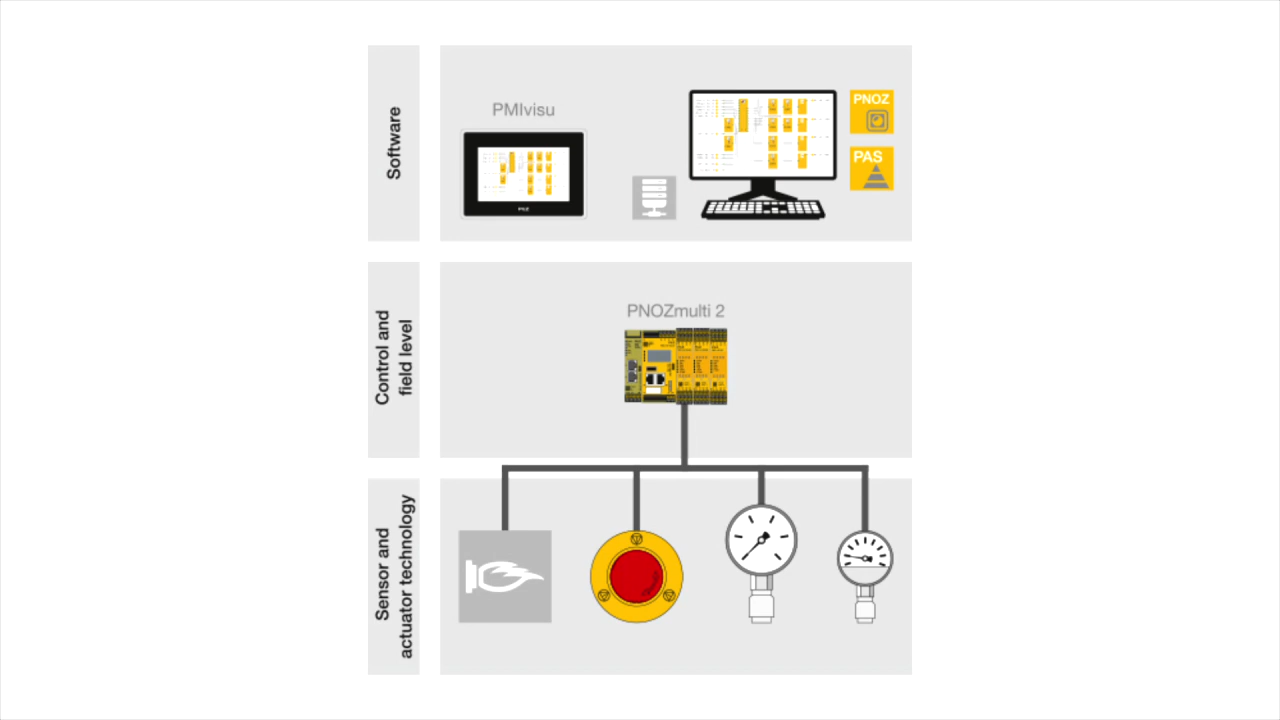 Software
PMIvisu
PNOZ
PAS
Control and
field level
PNOZmulti 2
Sensor and
actuator technology